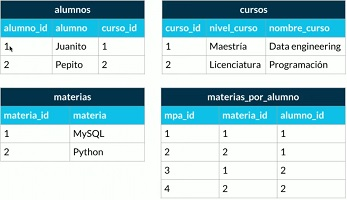 alumnos
alumno_id alumno curso_id
1 Juanito 1
2 Pepito 2
cursos
curso_id nivel_curso nombre_curso
1 Maestría Data engineering
2 Licenciatura Programación
materias
materia_id materia
1 MySQL
2 Python
materias_por_alumno
mpa_id materia_id alumno_id
1 1 1
2 2 1
3 1 2
4 2 2